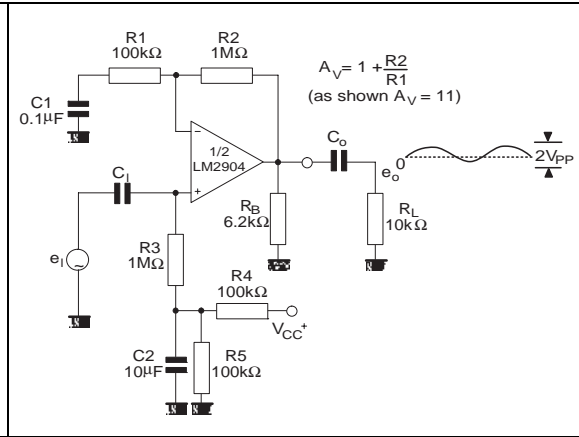 R1
100kΩ
R2
1MΩ
A_V = 1 + R2/R1
(as shown A_V = 11)
C1
0.1µF
1/2
LM2904
C_I
C_o
e_o
0
2V_PP
R_B
6.2kΩ
R_L
10kΩ
e_I
~
R3
1MΩ
R4
100kΩ
V_CC+
C2
10µF
R5
100kΩ